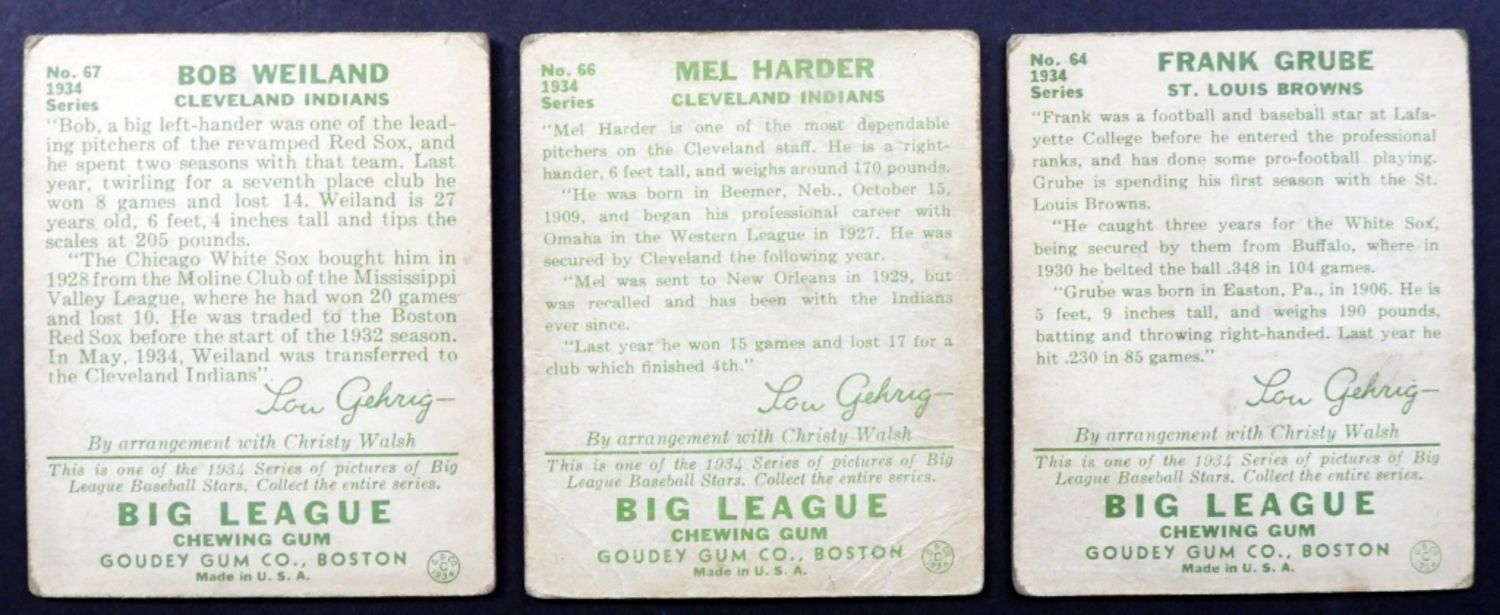 No. 67
1934
Series
BOB WEILAND
CLEVELAND INDIANS
"Bob, a big left-hander was one of the lead-
ing pitchers of the revamped Red Sox, and
he spent two seasons with that team. Last
year, twirling for a seventh place club he
won 8 games and lost 14. Weiland is 27
years old, 6 feet, 4 inches tall and tips the
scales at 205 pounds.
"The Chicago White Sox bought him in
1928 from the Moline Club of the Mississippi
Valley League, where he had won 20 games
and lost 10. He was traded to the Boston
Red Sox before the start of the 1932 season.
In May, 1934, Weiland was transferred to
the Cleveland Indians"
Lou Gehrig
By arrangement with Christy Walsh
This is one of the 1934 Series of pictures of Big
League Baseball Stars. Collect the entire series.
BIG LEAGUE
CHEWING GUM
GOUDEY GUM CO., BOSTON
Made in U. S. A.
No. 66
1934
Series
MEL HARDER
CLEVELAND INDIANS
"Mel Harder is one of the most dependable
pitchers on the Cleveland staff. He is a right-
hander, 6 feet tall, and weighs around 170 pounds.
"He was born in Beemer, Neb., October 15,
1909, and began his professional career with
Omaha in the Western League in 1927. He was
secured by Cleveland the following year.
"Mel was sent to New Orleans in 1929, but
was recalled and has been with the Indians
ever since.
"Last year he won 15 games and lost 17 for a
club which finished 4th."
Lou Gehrig
By arrangement with Christy Walsh
This is one of the 1934 Series of pictures of Big
League Baseball Stars. Collect the entire series.
BIG LEAGUE
CHEWING GUM
GOUDEY GUM CO., BOSTON
Made in U. S. A.
No. 64
1934
Series
FRANK GRUBE
ST. LOUIS BROWNS
"Frank was a football and baseball star at Lafa-
yette College before he entered the professional
ranks, and has done some pro-football playing.
Grube is spending his first season with the St.
Louis Browns.
"He caught three years for the White Sox,
being secured by them from Buffalo, where in
1930 he belted the ball .348 in 104 games.
"Grube was born in Easton, Pa., in 1906. He is
5 feet, 9 inches tall, and weighs 190 pounds,
batting and throwing right-handed. Last year he
hit .230 in 85 games."
Lou Gehrig
By arrangement with Christy Walsh
This is one of the 1934 Series of pictures of Big
League Baseball Stars. Collect the entire series.
BIG LEAGUE
CHEWING GUM
GOUDEY GUM CO., BOSTON
Made in U. S. A.